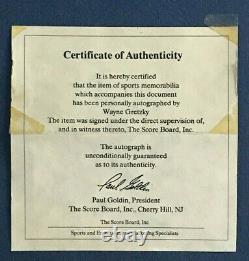 Certificate of Authenticity
It is hereby certified
that the item of sports memorabilia
which accompanies this document
has been personally autographed by
Wayne Gretzky
The item was signed under the direct supervision of,
and in witness thereto, The Score Board, Inc.
The autograph is
unconditionally guaranteed
as to its authenticity.
Paul Goldin
Paul Goldin, President
The Score Board, Inc., Cherry Hill, NJ
The Score Board, Inc
Sports and Specialists